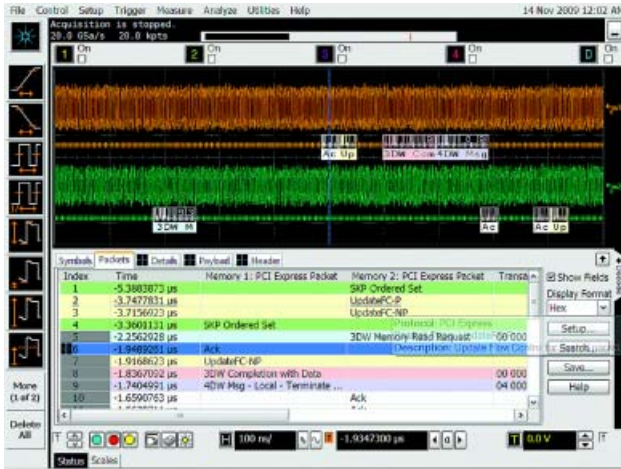 File Control Setup Trigger Measure Analyze Utilities Help 14 Nov 2009 12:02 AM
Acquisition is stopped.
20.0 GSa/s 20.0 kpts
1 On 2 On 3 On 4 On D On
Ac Up 3DW Com 4DW Msg
3DW M Ac Ac Up
Symbols Packets Details Payload Header
Index Time Memory 1: PCI Express Packet Memory 2: PCI Express Packet Transa
1 -5.3883873 µs SKP Ordered Set
2 -3.7477831 µs UpdateFC-P
3 -3.7156923 µs UpdateFC-NP
4 -3.3601131 µs SKP Ordered Set
5 -2.2562928 µs 3DW Memory Read Request 00 000
6 -1.9489261 µs Ack
7 -1.9168623 µs UpdateFC-NP
8 -1.8367092 µs 3DW Completion with Data 00 000
9 -1.7404991 µs 4DW Msg - Local - Terminate ... 04 000
10 -1.6590763 µs Ack
Protocol: PCI Express
Description: Update Flow
Show Fields
Display Format
Hex
Setup...
Search...
Save...
Help
More
(1 of 2)
Delete
All
H 100 ns/ -1.9347300 µs 0 T 0.0 V
Status Scales